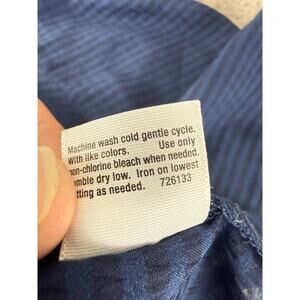 Machine wash cold gentle cycle.
With like colors. Use only
non-chlorine bleach when needed.
umble dry low. Iron on lowest
tting as needed. 726133